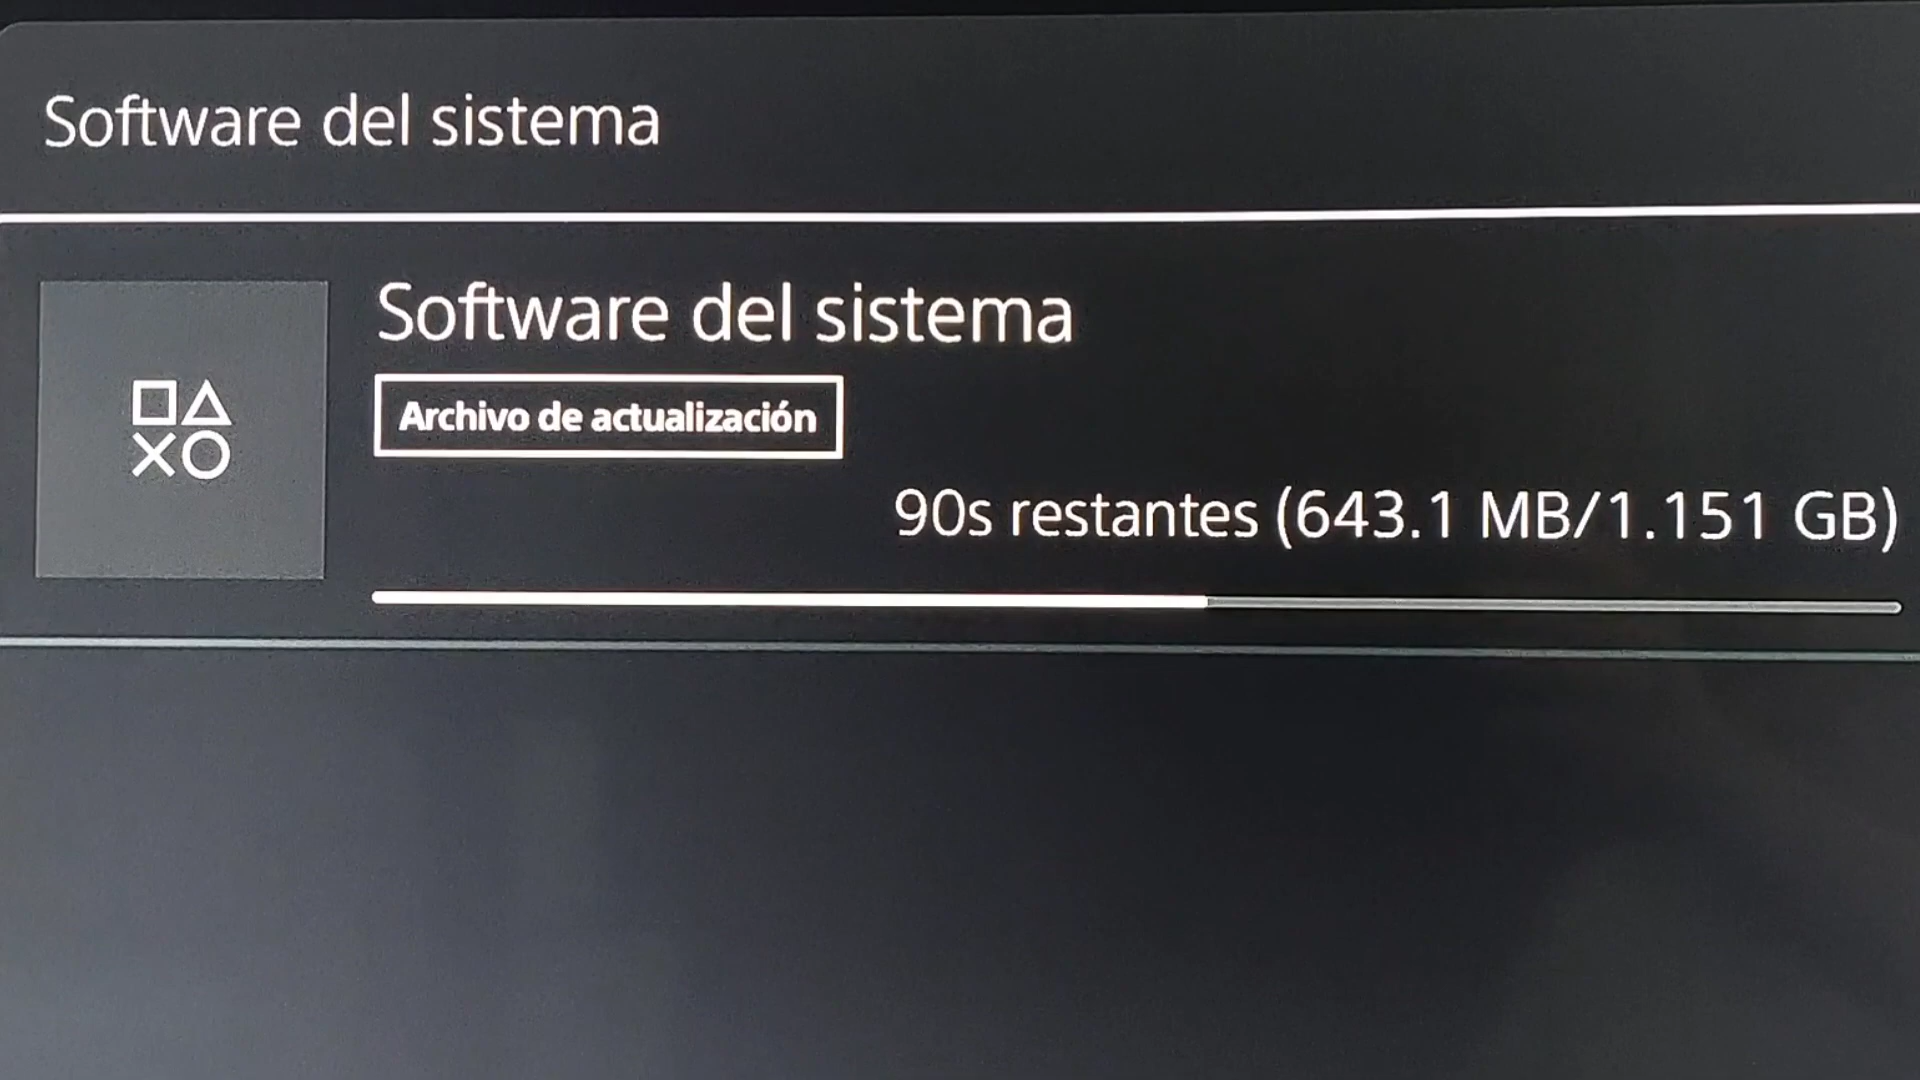 Software del sistema
Software del sistema
Archivo de actualización
90s restantes (643.1 MB/1.151 GB)